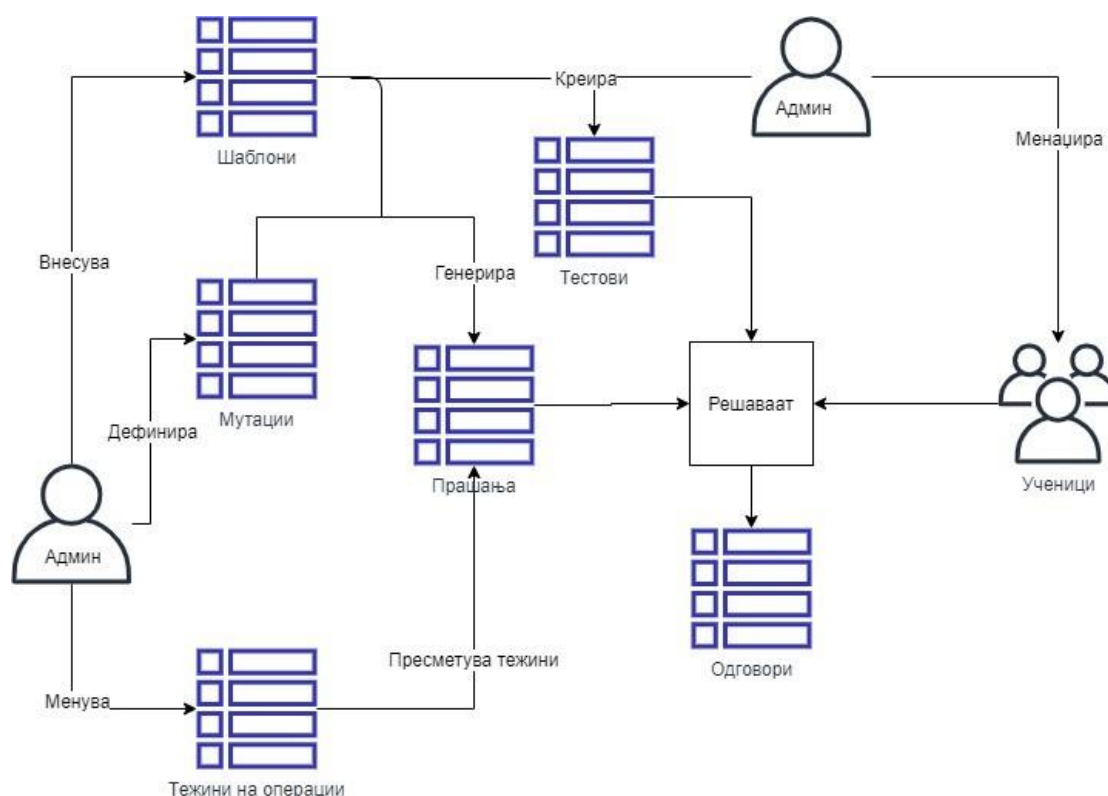 Шаблони
Креира
Админ
Менаџира
Внесува
Генерира
Тестови
Дефинира
Мутации
Решаваат
Прашања
Ученици
Админ
Пресметува тежини
Одговори
Менува
Тежини на операции